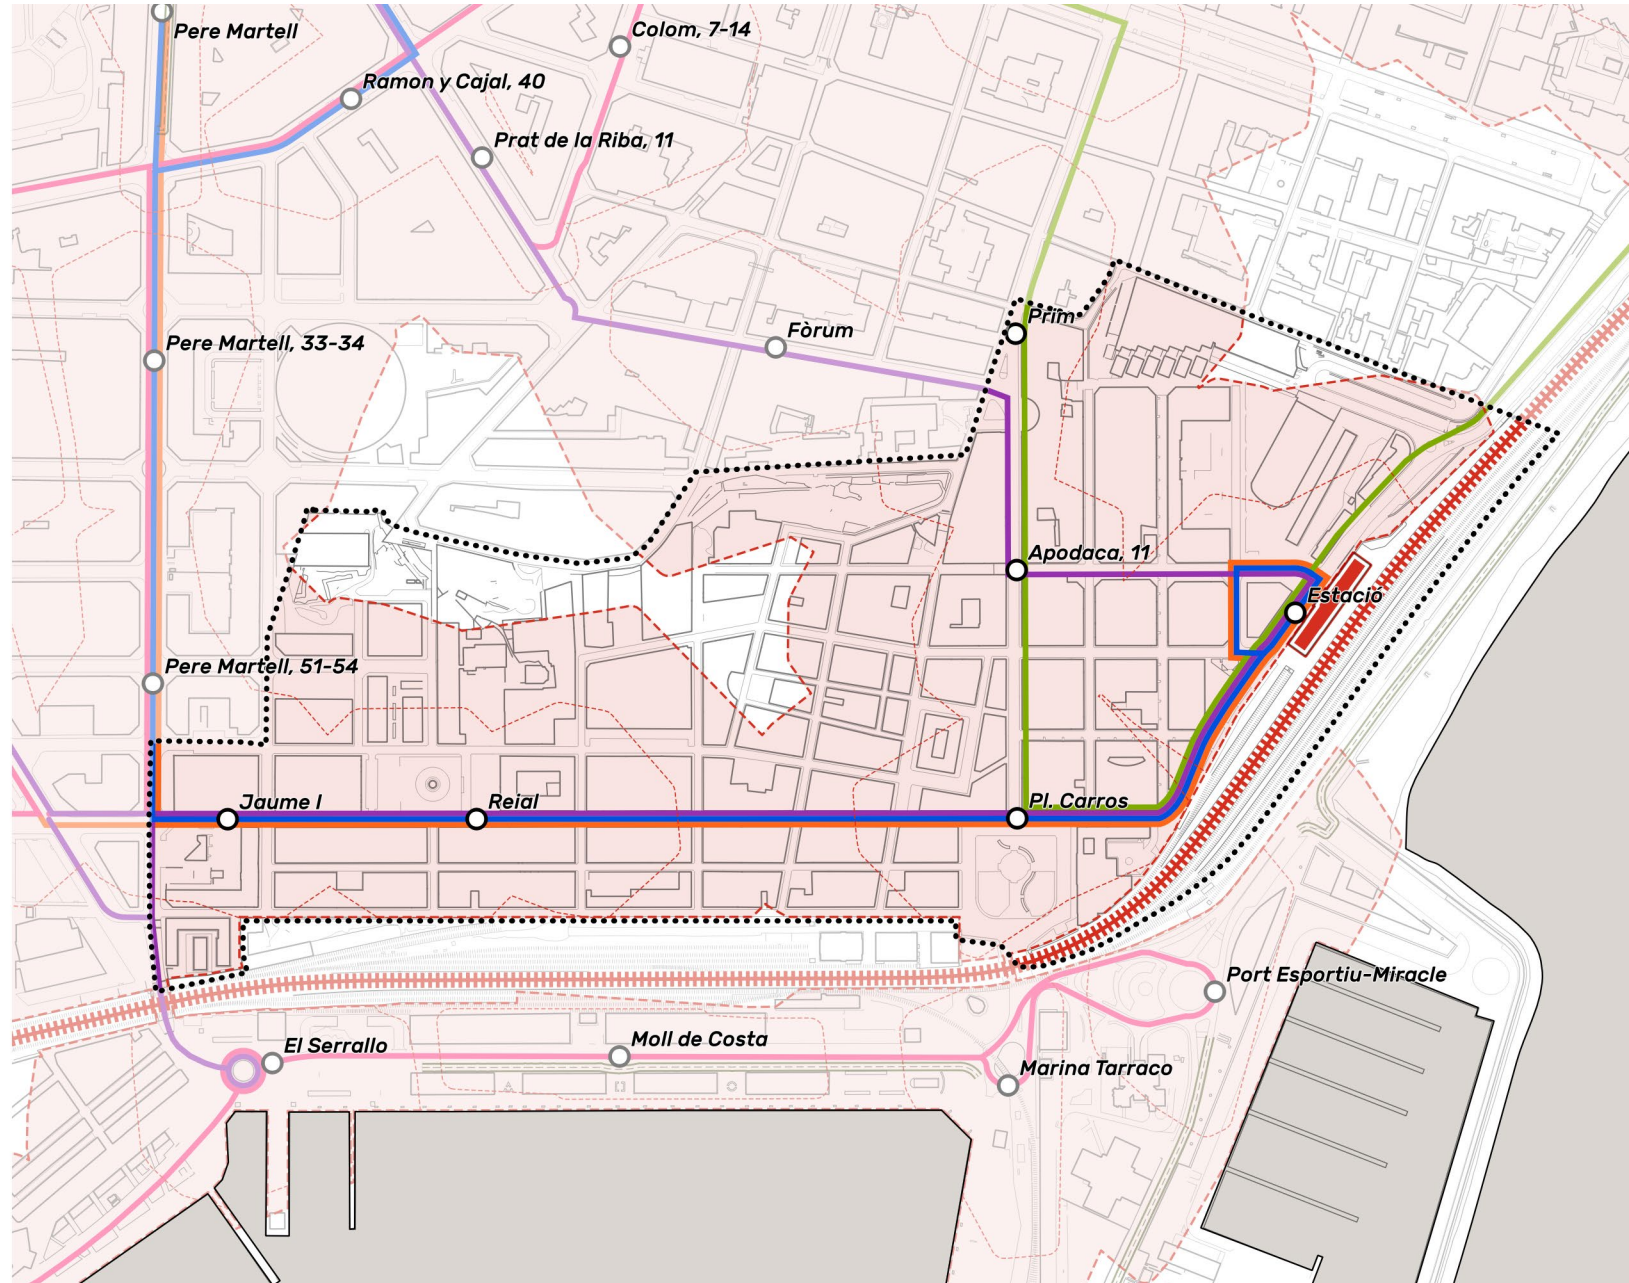 Pere Martell
Colom, 7-14
Ramon y Cajal, 40
Prat de la Riba, 11
Prim
Fòrum
Pere Martell, 33-34
Apodaca, 11
Estació
Pere Martell, 51-54
Jaume I
Reial
Pl. Carros
Port Esportiu-Miracle
El Serrallo
Moll de Costa
Marina Tarraco